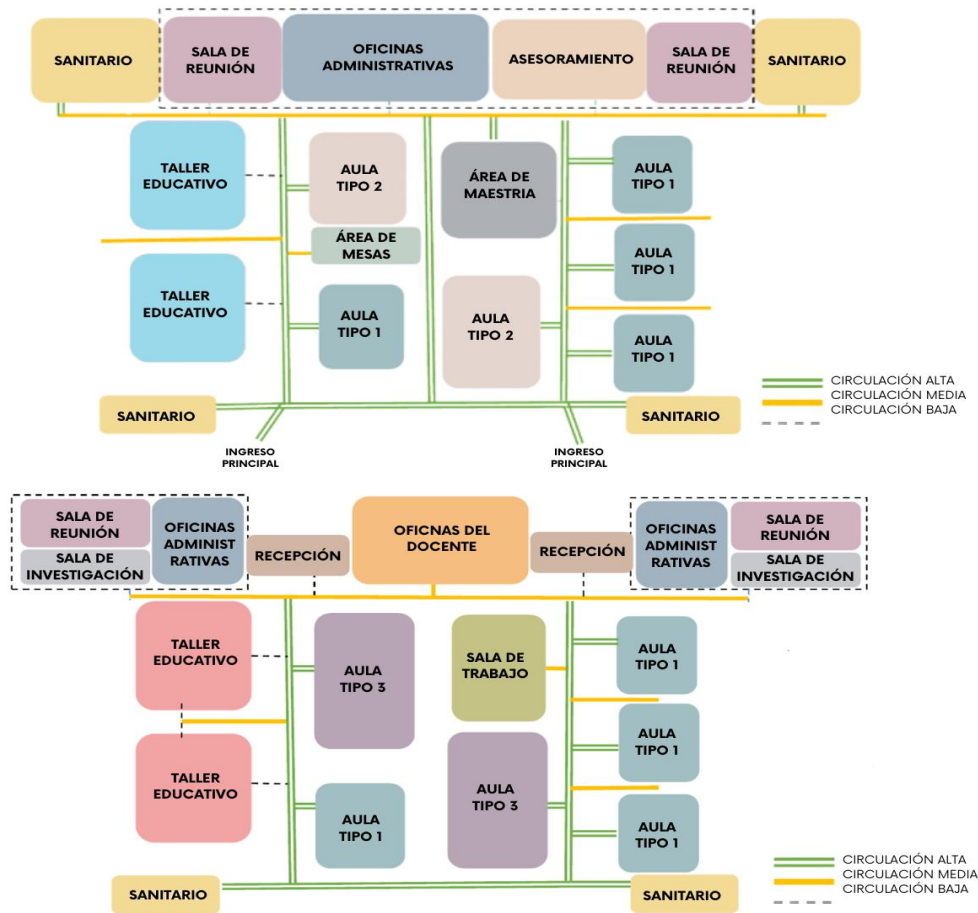 SANITARIO
SALA DE
REUNIÓN
OFICINAS
ADMINISTRATIVAS
ASESORAMIENTO
SALA DE
REUNIÓN
SANITARIO
TALLER
EDUCATIVO
AULA
TIPO 2
ÁREA DE
MAESTRIA
AULA
TIPO 1
ÁREA DE
MESAS
AULA
TIPO 1
TALLER
EDUCATIVO
AULA
TIPO 1
AULA
TIPO 2
AULA
TIPO 1
SANITARIO
SANITARIO
INGRESO
PRINCIPAL
INGRESO
PRINCIPAL
CIRCULACIÓN ALTA
CIRCULACIÓN MEDIA
CIRCULACIÓN BAJA
SALA DE
REUNIÓN
SALA DE
INVESTIGACIÓN
OFICINAS
ADMINIST
RATIVAS
RECEPCIÓN
OFICNAS DEL
DOCENTE
RECEPCIÓN
OFICINAS
ADMINIST
RATIVAS
SALA DE
REUNIÓN
SALA DE
INVESTIGACIÓN
TALLER
EDUCATIVO
AULA
TIPO 3
SALA DE
TRABAJO
AULA
TIPO 1
AULA
TIPO 1
TALLER
EDUCATIVO
AULA
TIPO 1
AULA
TIPO 3
AULA
TIPO 1
SANITARIO
SANITARIO
CIRCULACIÓN ALTA
CIRCULACIÓN MEDIA
CIRCULACIÓN BAJA